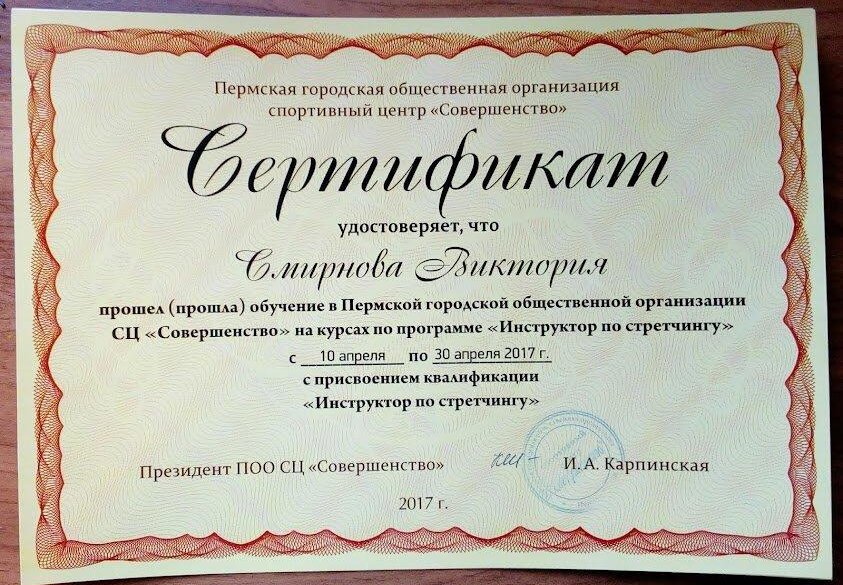 Пермская городская общественная организация
спортивный центр «Совершенство»
Сертификат
удостоверяет, что
Смирнова Виктория
прошел (прошла) обучение в Пермской городской общественной организации
СЦ «Совершенство» на курсах по программе «Инструктор по стретчингу»
с 10 апреля по 30 апреля 2017 г.
с присвоением квалификации
«Инструктор по стретчингу»
Президент ПОО СЦ «Совершенство» И. А. Карпинская
2017 г.